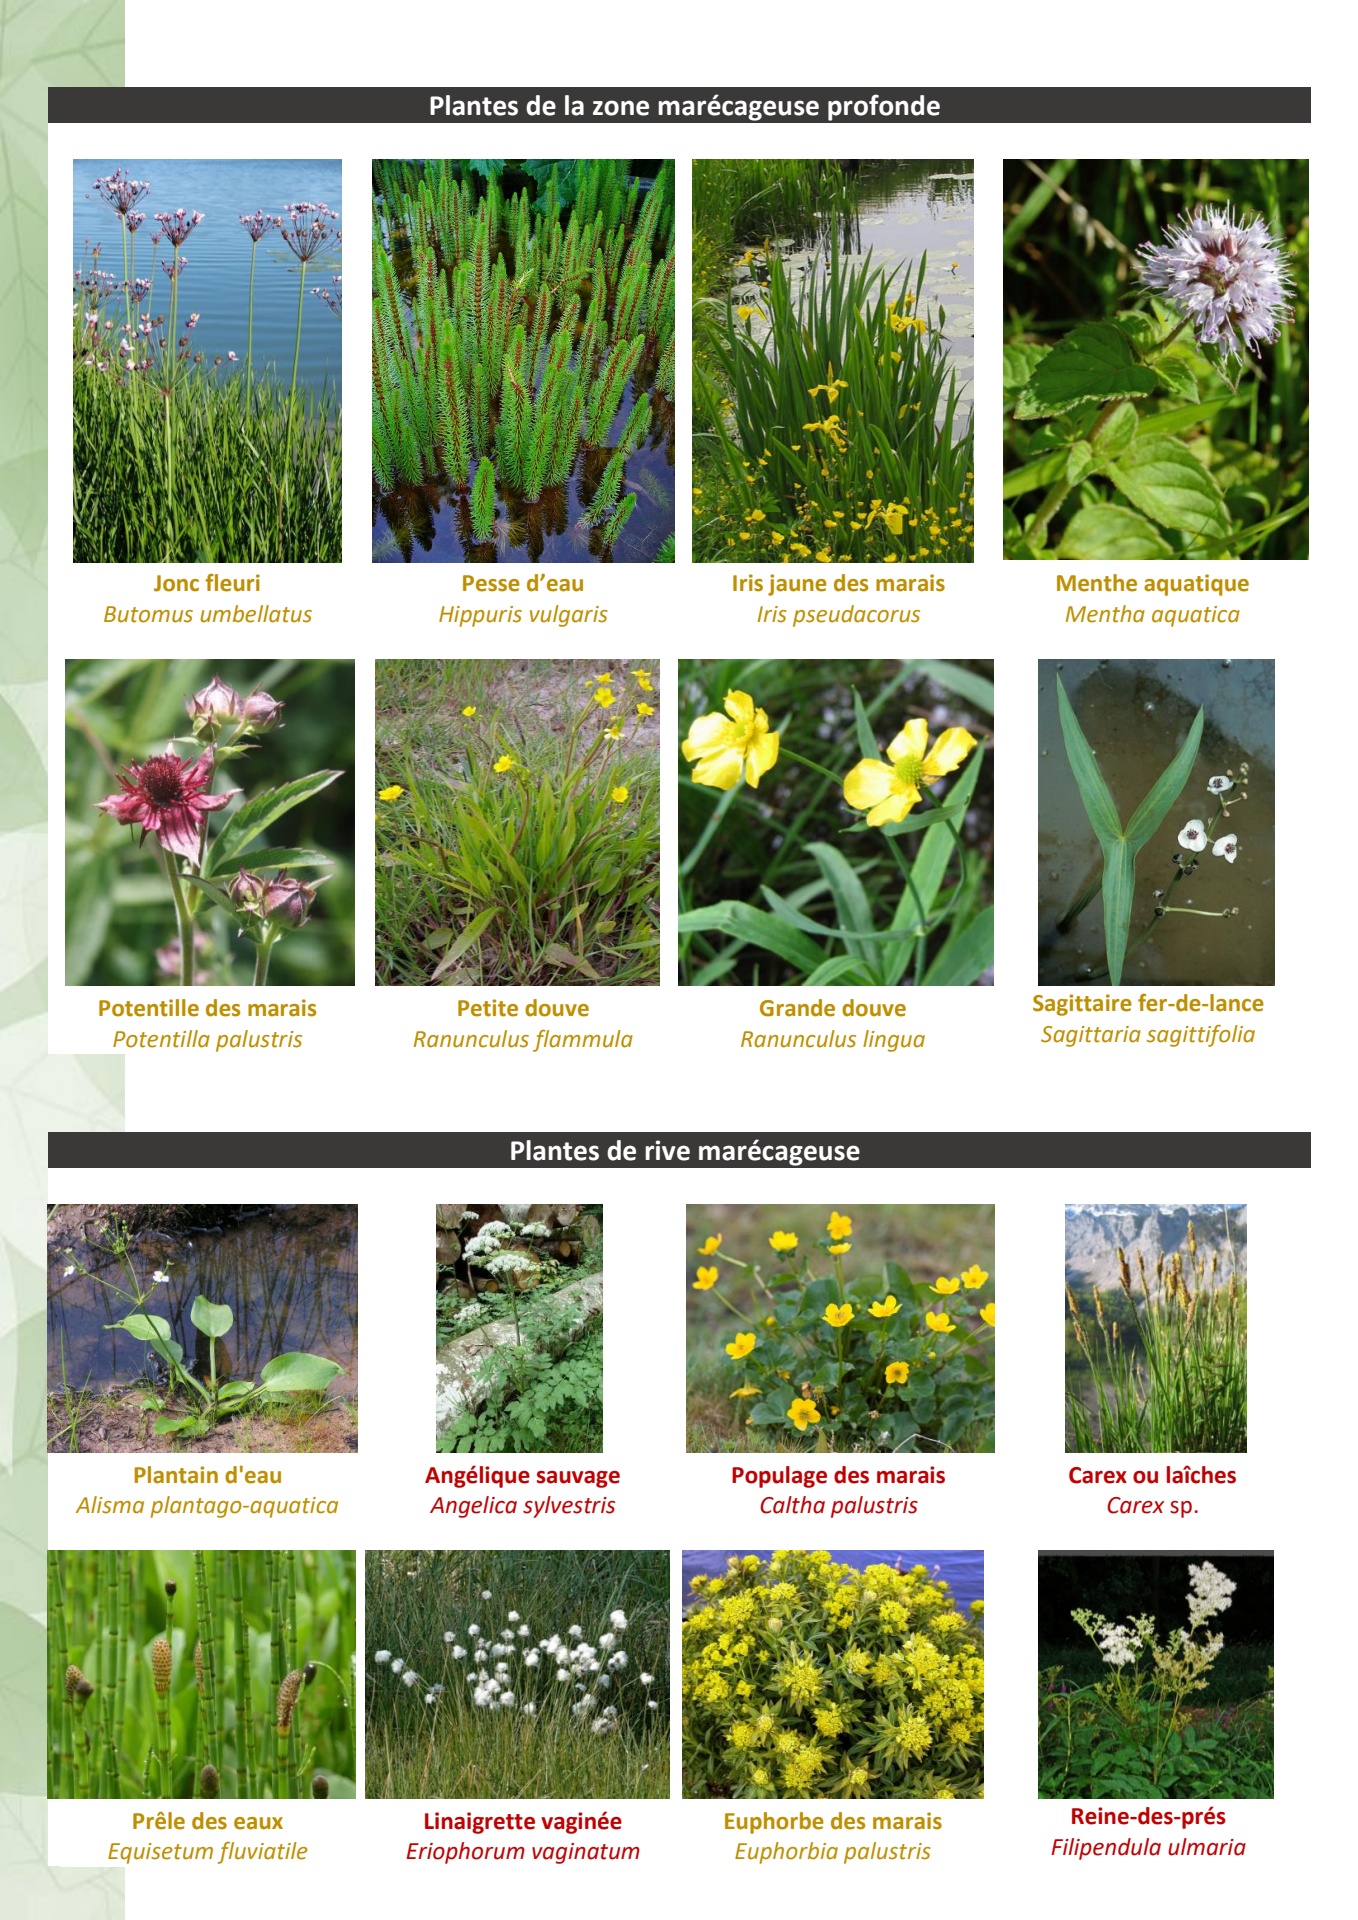 Plantes de la zone marécageuse profonde
Jonc fleuri
Butomus umbellatus
Pesse d’eau
Hippuris vulgaris
Iris jaune des marais
Iris pseudacorus
Menthe aquatique
Mentha aquatica
Potentille des marais
Potentilla palustris
Petite douve
Ranunculus flammula
Grande douve
Ranunculus lingua
Sagittaire fer-de-lance
Sagittaria sagittifolia
Plantes de rive marécageuse
Plantain d'eau
Alisma plantago-aquatica
Angélique sauvage
Angelica sylvestris
Populage des marais
Caltha palustris
Carex ou laîches
Carex sp.
Prêle des eaux
Equisetum fluviatile
Linaigrette vaginée
Eriophorum vaginatum
Euphorbe des marais
Euphorbia palustris
Reine-des-prés
Filipendula ulmaria